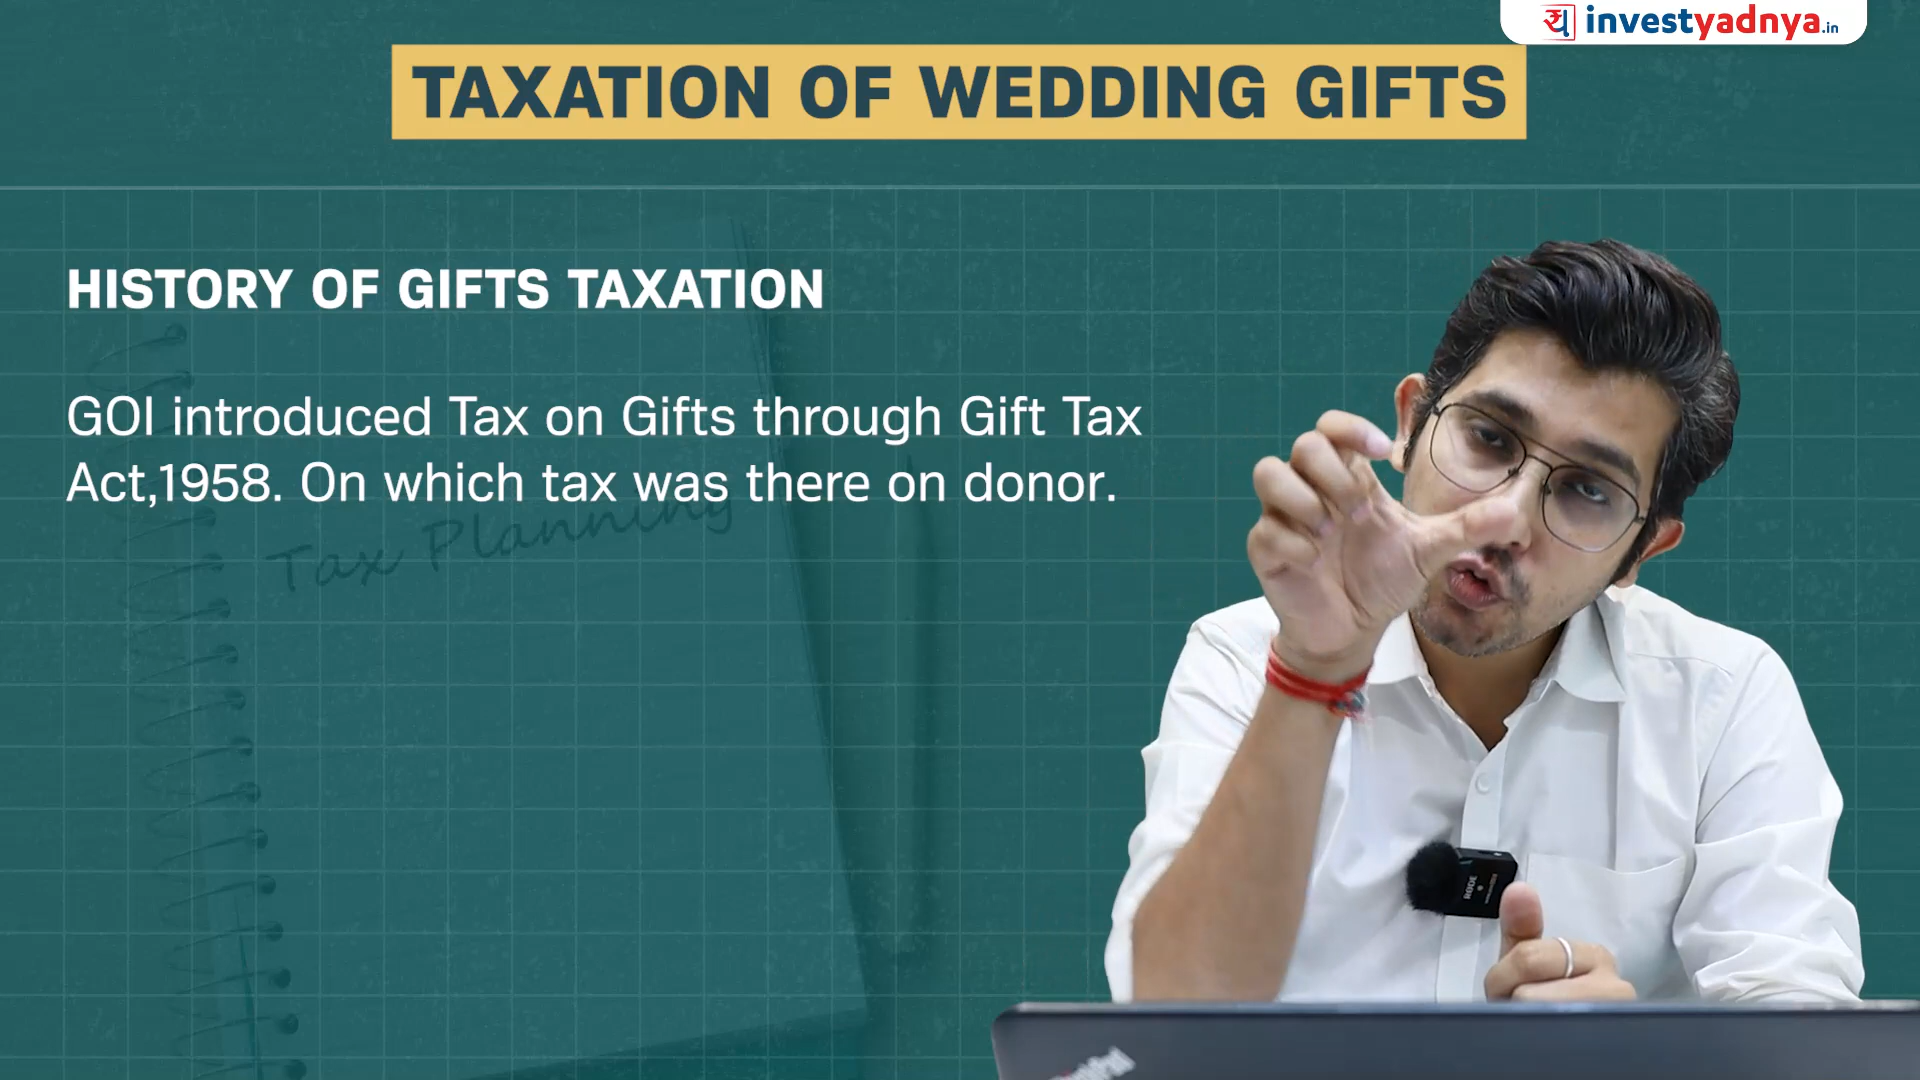 investyadnya.in
TAXATION OF WEDDING GIFTS
HISTORY OF GIFTS TAXATION
GOI introduced Tax on Gifts through Gift Tax
Act,1958. On which tax was there on donor.
Tax Planning
RODE